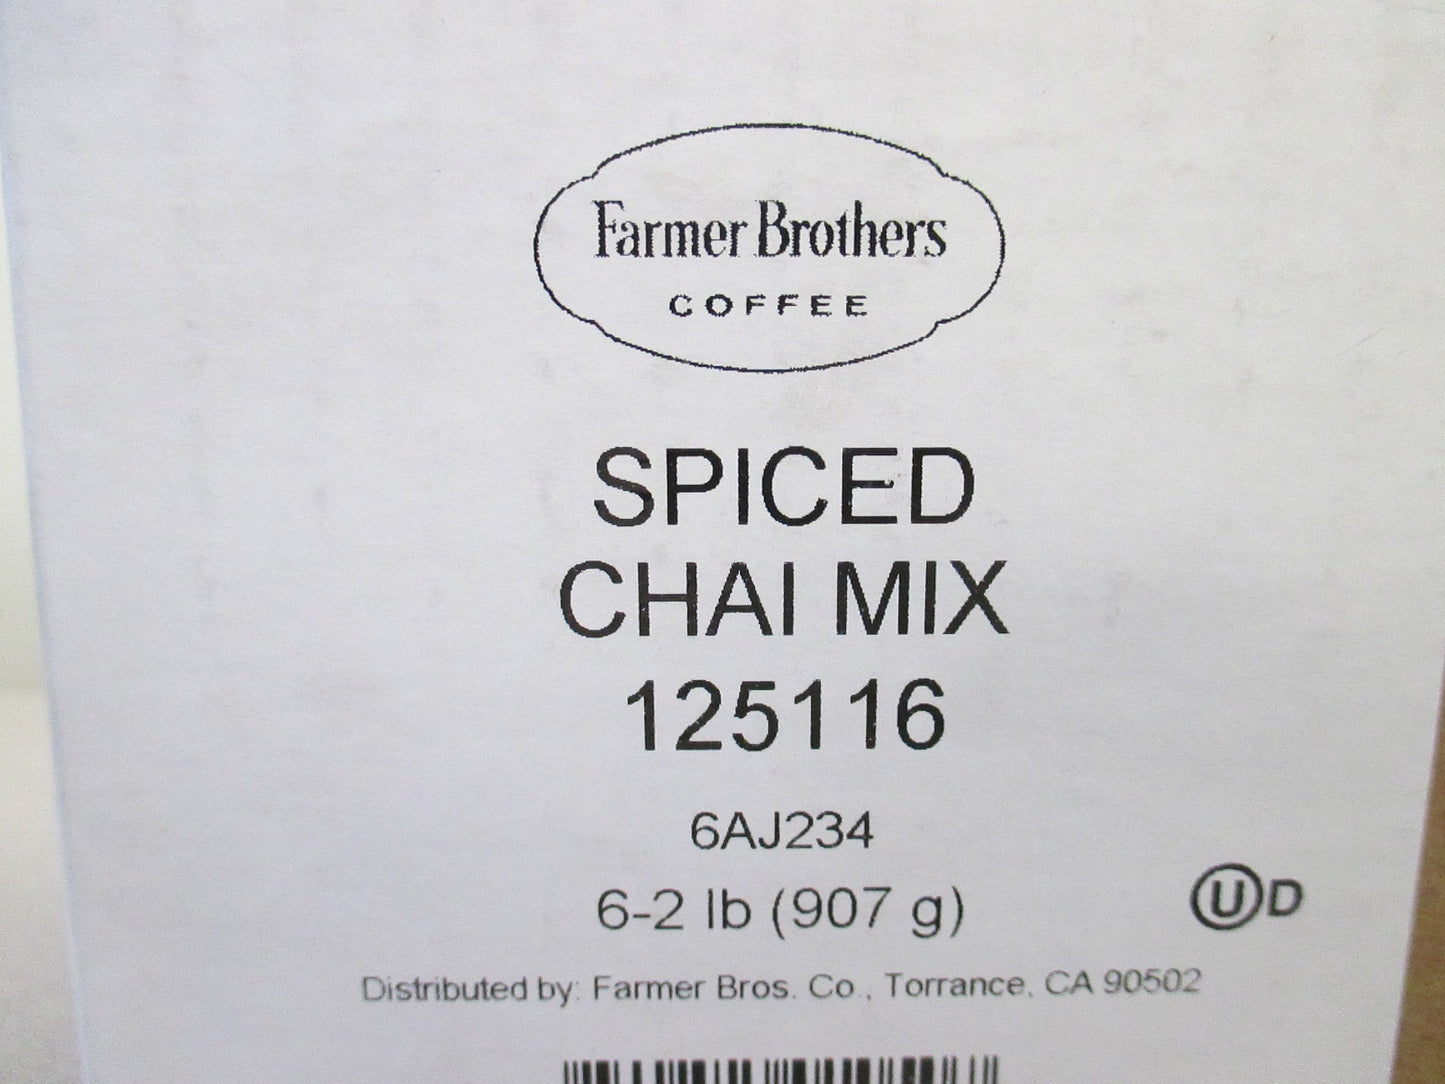 Farmer Brothers
COFFEE
SPICED
CHAI MIX
125116
6AJ234
6-2 lb (907 g)
UD
Distributed by: Farmer Bros. Co., Torrance, CA 90502